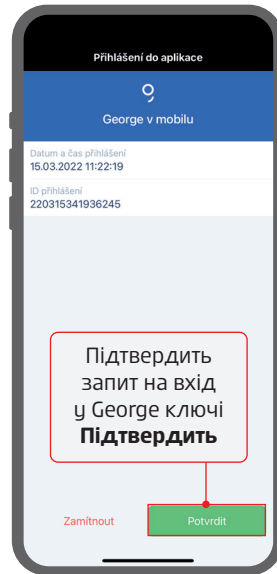 Přihlášení do aplikace
George v mobilu
Datum a čas přihlášení
15.03.2022 11:22:19
ID přihlášení
220315341936245
Підтвердить
запит на вхід
у George ключі
Підтвердить
Zamítnout
Potvrdit